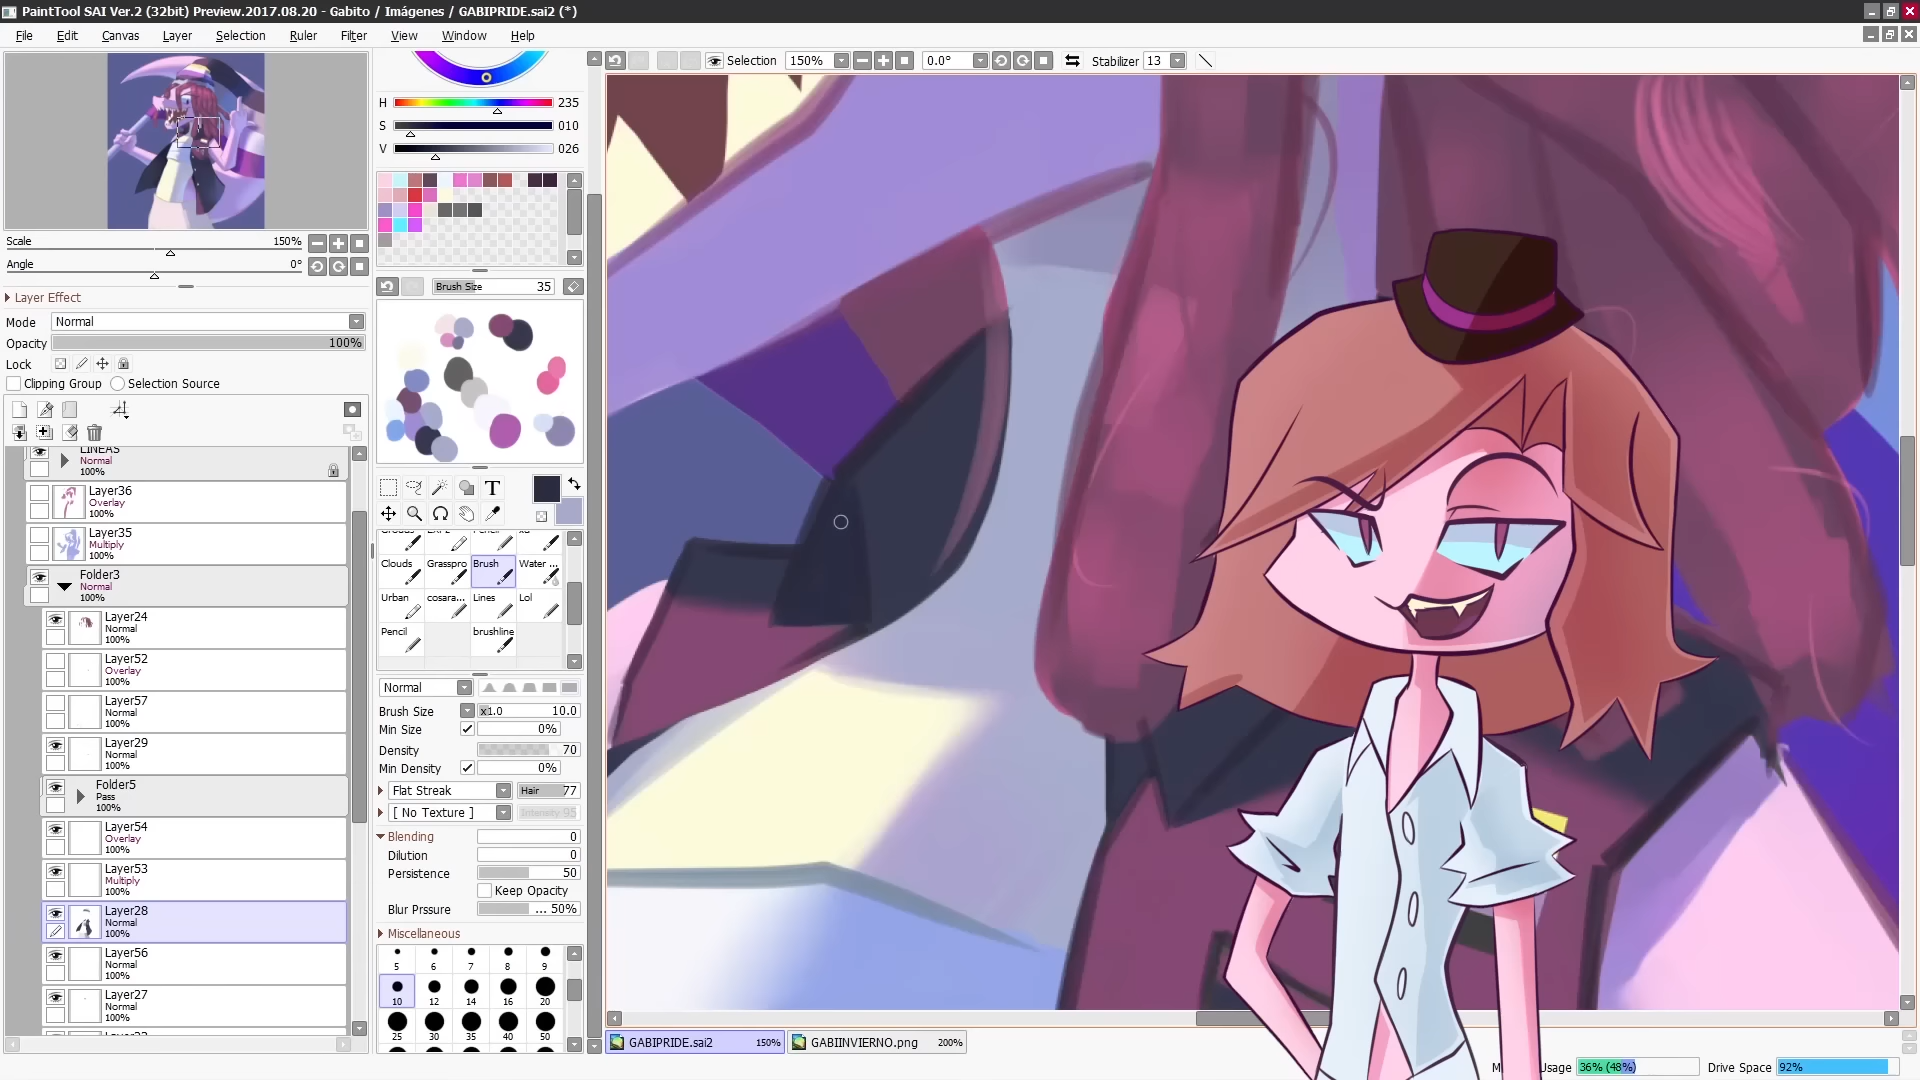 PaintTool SAI Ver.2 (32bit) Preview.2017.08.20 - Gabito / Imágenes / GABIPRIDE.sai2 (*)
File Edit Canvas Layer Selection Ruler Filter View Window Help
Selection 150% 0.0° Stabilizer 13
H 235
S 010
V 026
Scale 150%
Angle 0°
Layer Effect
Mode Normal
Opacity 100%
Lock
Clipping Group Selection Source
LINEAS
Normal
100%
Layer36
Overlay
100%
Layer35
Multiply
100%
Folder3
Normal
100%
Layer24
Normal
100%
Layer52
Overlay
100%
Layer57
Normal
100%
Layer29
Normal
100%
Folder5
Pass
100%
Layer54
Overlay
100%
Layer53
Multiply
100%
Layer28
Normal
100%
Layer56
Normal
100%
Layer27
Normal
100%
Brush Size 35
T
Clouds Grasspro Brush Water ...
Urban cosara... Lines Lol
Pencil brushline
Normal
Brush Size x1.0 10.0
Min Size 0%
Density 70
Min Density 0%
Flat Streak Hair 77
[ No Texture ] Intensity 95
Blending 0
Dilution 0
Persistence 50
Keep Opacity
Blur Prssure ... 50%
Miscellaneous
5 6 7 8 9
10 12 14 16 20
25 30 35 40 50
GABIPRIDE.sai2 150% GABIINVIERNO.png 200%
Usage 36% (48%) Drive Space 92%